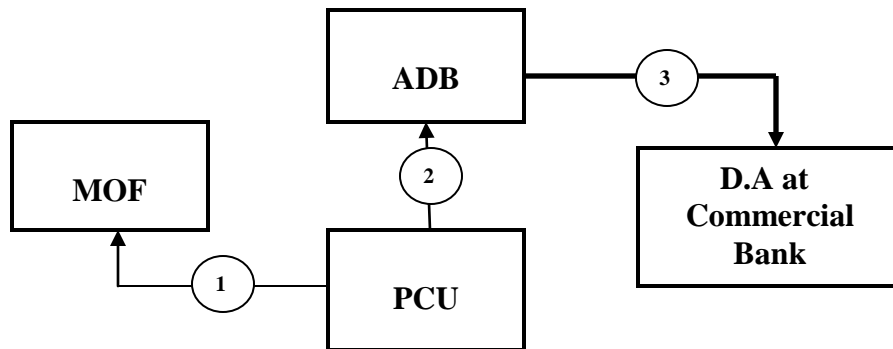 ADB
3
MOF
2
D.A at
Commercial
Bank
1
PCU